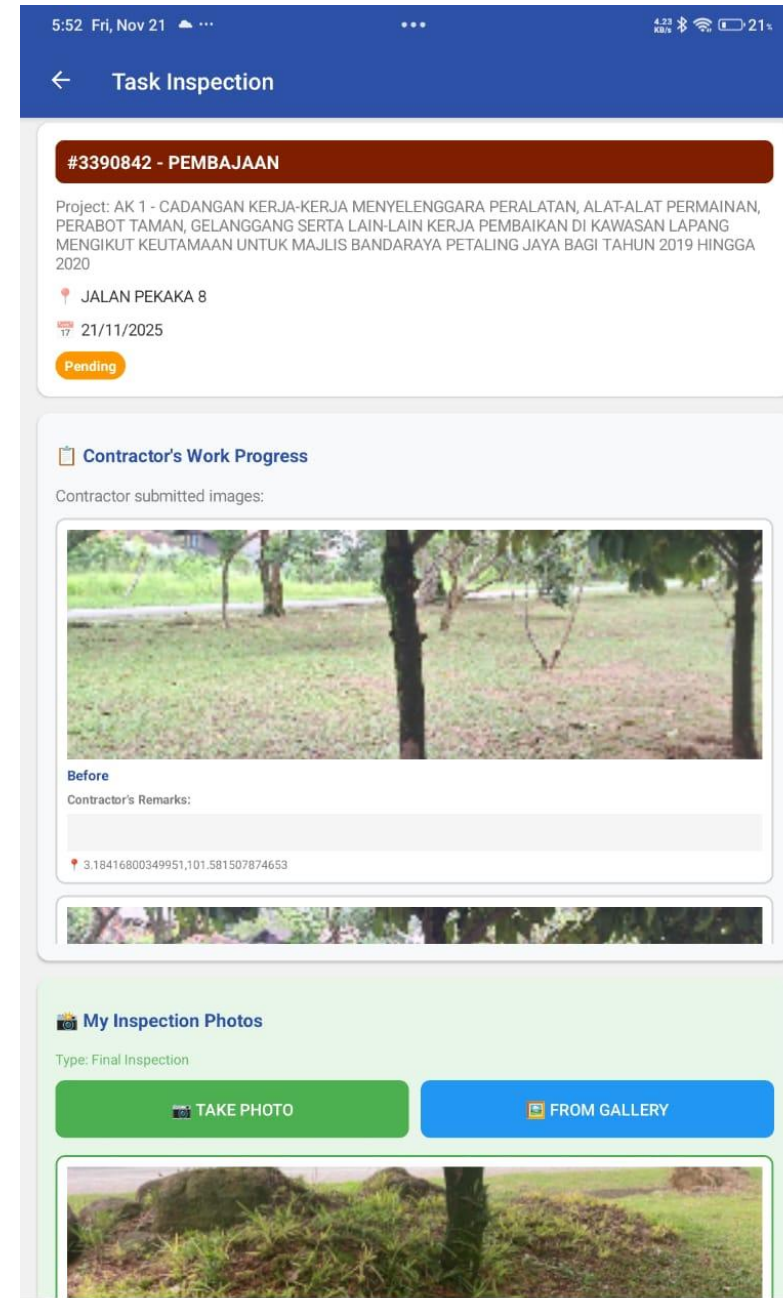 5:52 Fri, Nov 21
4.23 KB/s 21%
Task Inspection
#3390842 - PEMBAJAAN
Project: AK 1 - CADANGAN KERJA-KERJA MENYELENGGARA PERALATAN, ALAT-ALAT PERMAINAN,
PERABOT TAMAN, GELANGGANG SERTA LAIN-LAIN KERJA PEMBAIKAN DI KAWASAN LAPANG
MENGIKUT KEUTAMAAN UNTUK MAJLIS BANDARAYA PETALING JAYA BAGI TAHUN 2019 HINGGA
2020
JALAN PEKAKA 8
21/11/2025
Pending
Contractor's Work Progress
Contractor submitted images:
Before
Contractor's Remarks:
3.18416800349951,101.581507874653
My Inspection Photos
Type: Final Inspection
TAKE PHOTO
FROM GALLERY